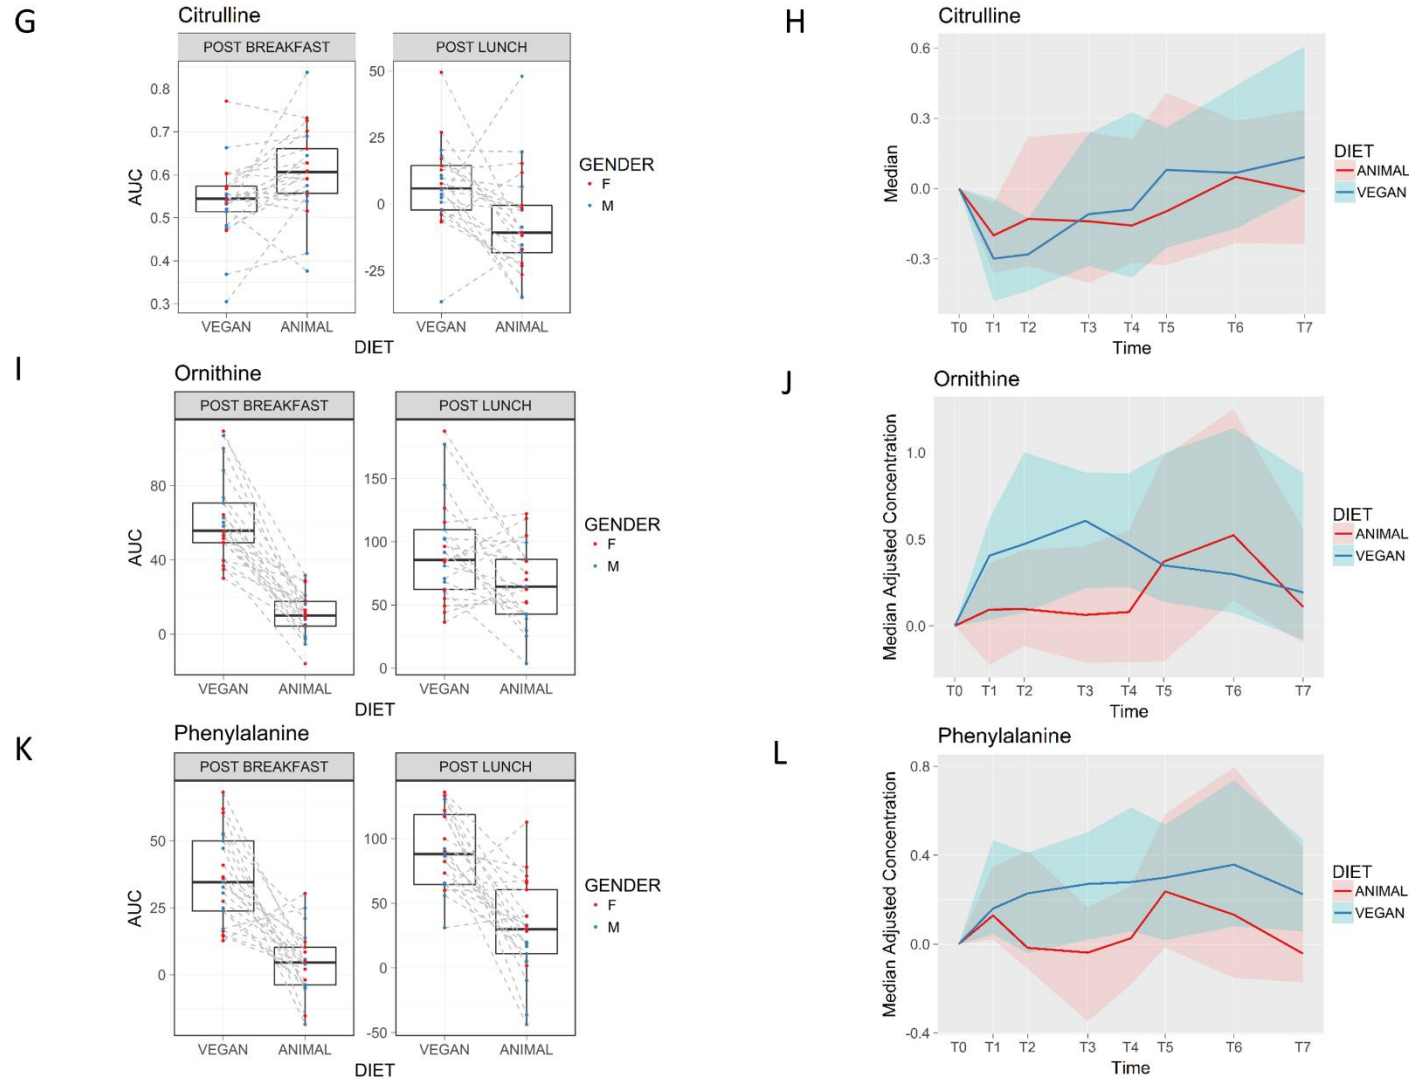 G
Citrulline
POST BREAKFAST
POST LUNCH
AUC
0.8
0.7
0.6
0.5
0.4
0.3
50
25
0
-25
VEGAN
ANIMAL
VEGAN
ANIMAL
DIET
GENDER
F
M
H
Citrulline
Median
0.6
0.3
0.0
-0.3
T0
T1
T2
T3
T4
T5
T6
T7
Time
DIET
ANIMAL
VEGAN
I
Ornithine
POST BREAKFAST
POST LUNCH
AUC
80
40
0
150
100
50
0
VEGAN
ANIMAL
VEGAN
ANIMAL
DIET
GENDER
F
M
J
Ornithine
Median Adjusted Concentration
1.0
0.5
0.0
T0
T1
T2
T3
T4
T5
T6
T7
Time
DIET
ANIMAL
VEGAN
K
Phenylalanine
POST BREAKFAST
POST LUNCH
AUC
50
25
0
100
50
0
-50
VEGAN
ANIMAL
VEGAN
ANIMAL
DIET
GENDER
F
M
L
Phenylalanine
Median Adjusted Concentration
0.8
0.4
0.0
-0.4
T0
T1
T2
T3
T4
T5
T6
T7
Time
DIET
ANIMAL
VEGAN